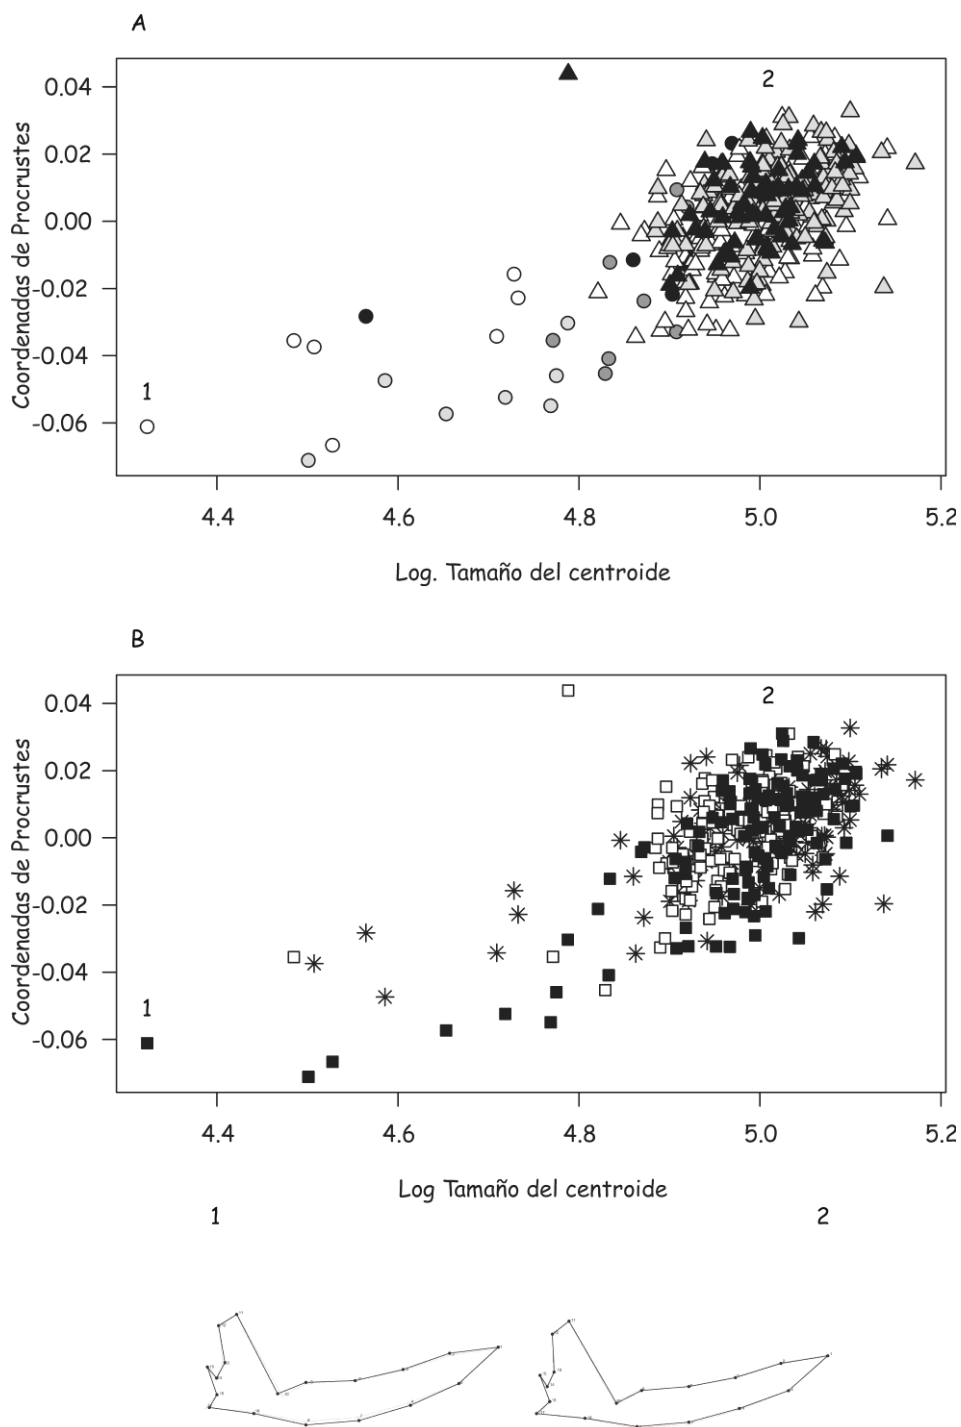 A
2
0.04
0.02
0.00
-0.02
-0.04
-0.06
Coordenadas de Procrustes
1
4.4 4.6 4.8 5.0 5.2
Log. Tamaño del centroide
B
2
0.04
0.02
0.00
-0.02
-0.04
-0.06
Coordenadas de Procrustes
1
4.4 4.6 4.8 5.0 5.2
Log Tamaño del centroide
1 2